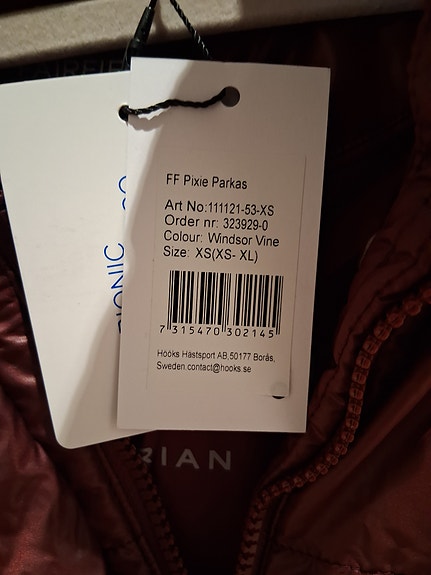 FF Pixie Parkas
Art No:111121-53-XS
Order nr: 323929-0
Colour: Windsor Vine
Size: XS(XS- XL)
7 315470 302145
Hööks Hästsport AB,50177 Borås,
Sweden.contact@hooks.se
RIAN